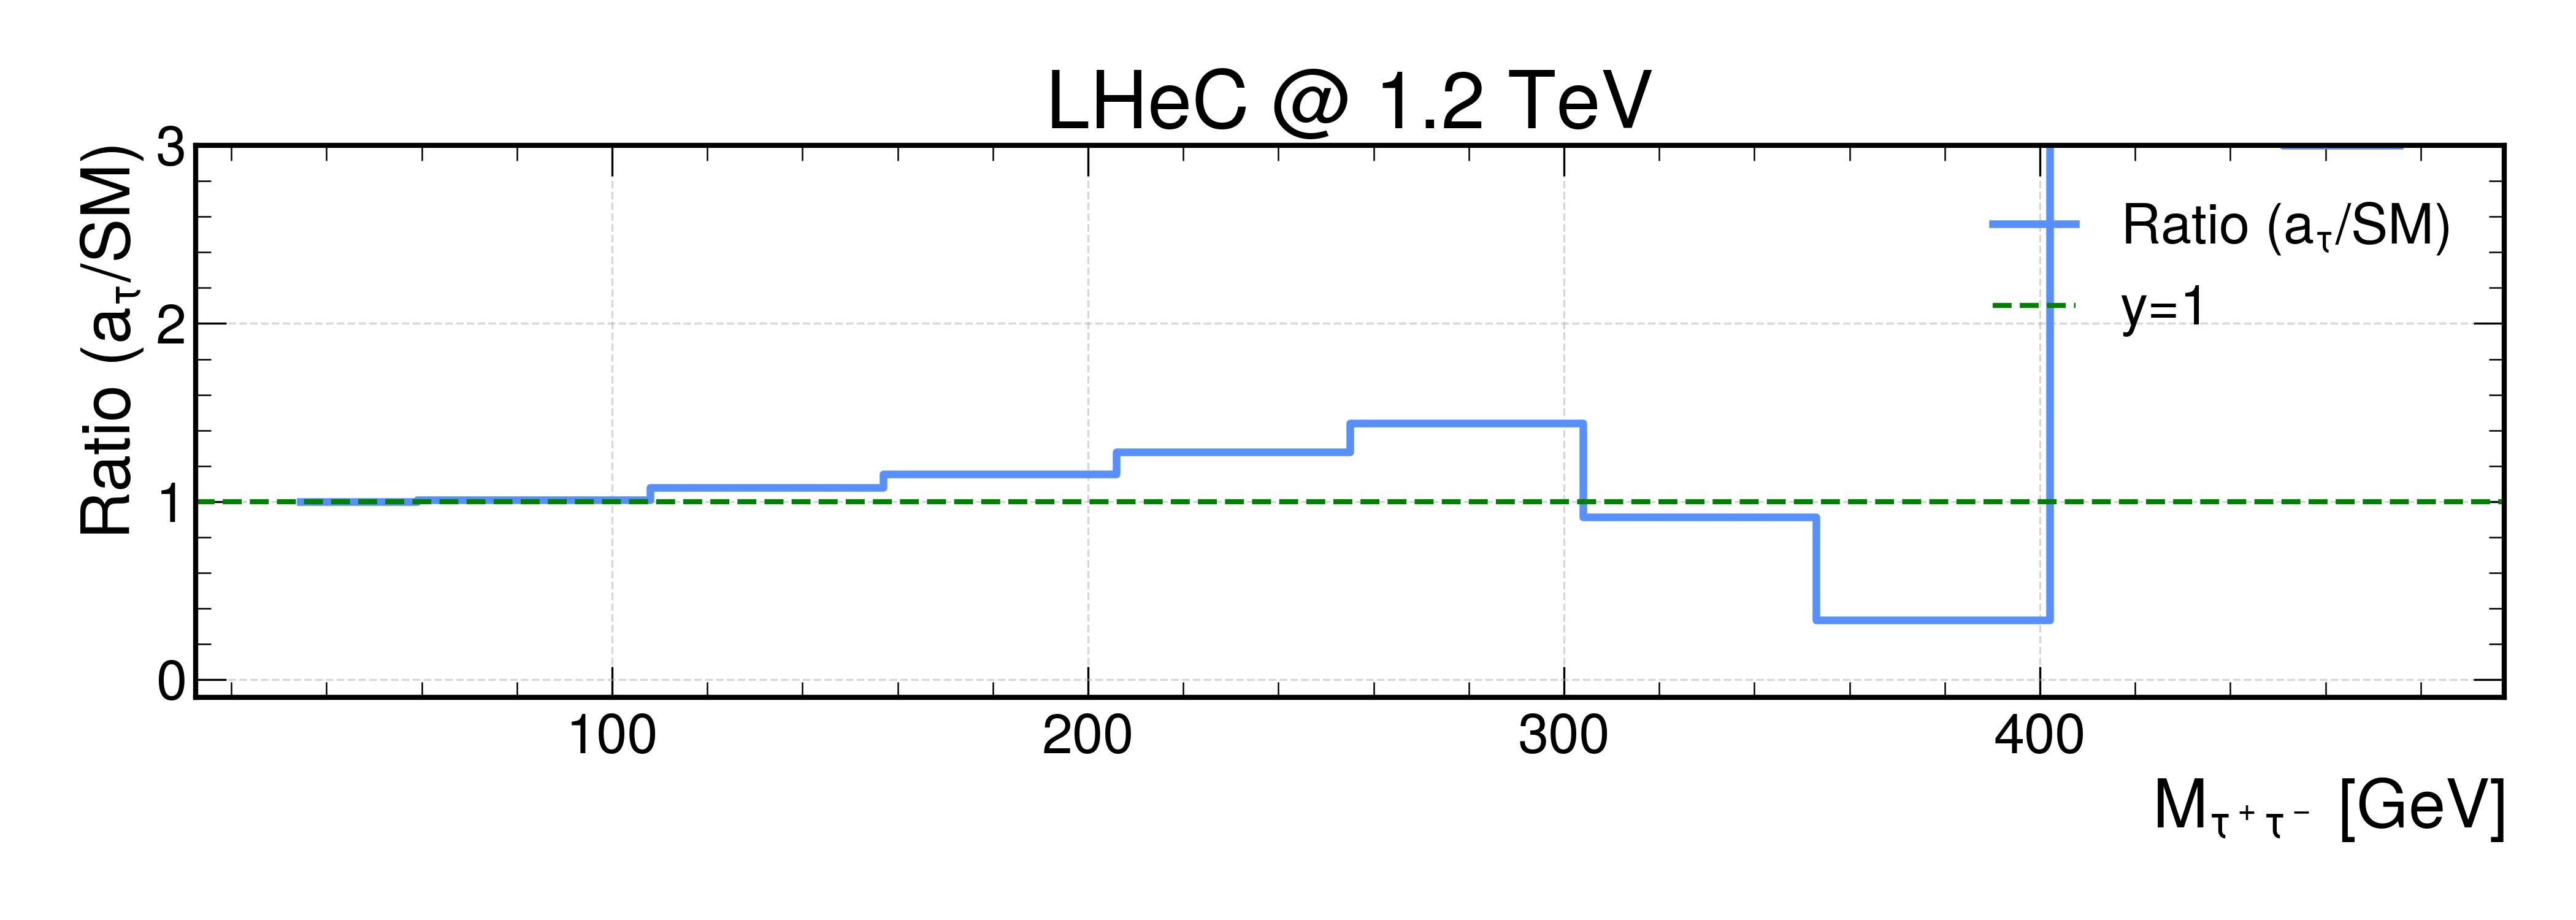 LHeC @ 1.2 TeV
Ratio (aτ/SM)
3
2
1
0
Ratio (aτ/SM)
y=1
100 200 300 400
Mτ⁺τ⁻ [GeV]